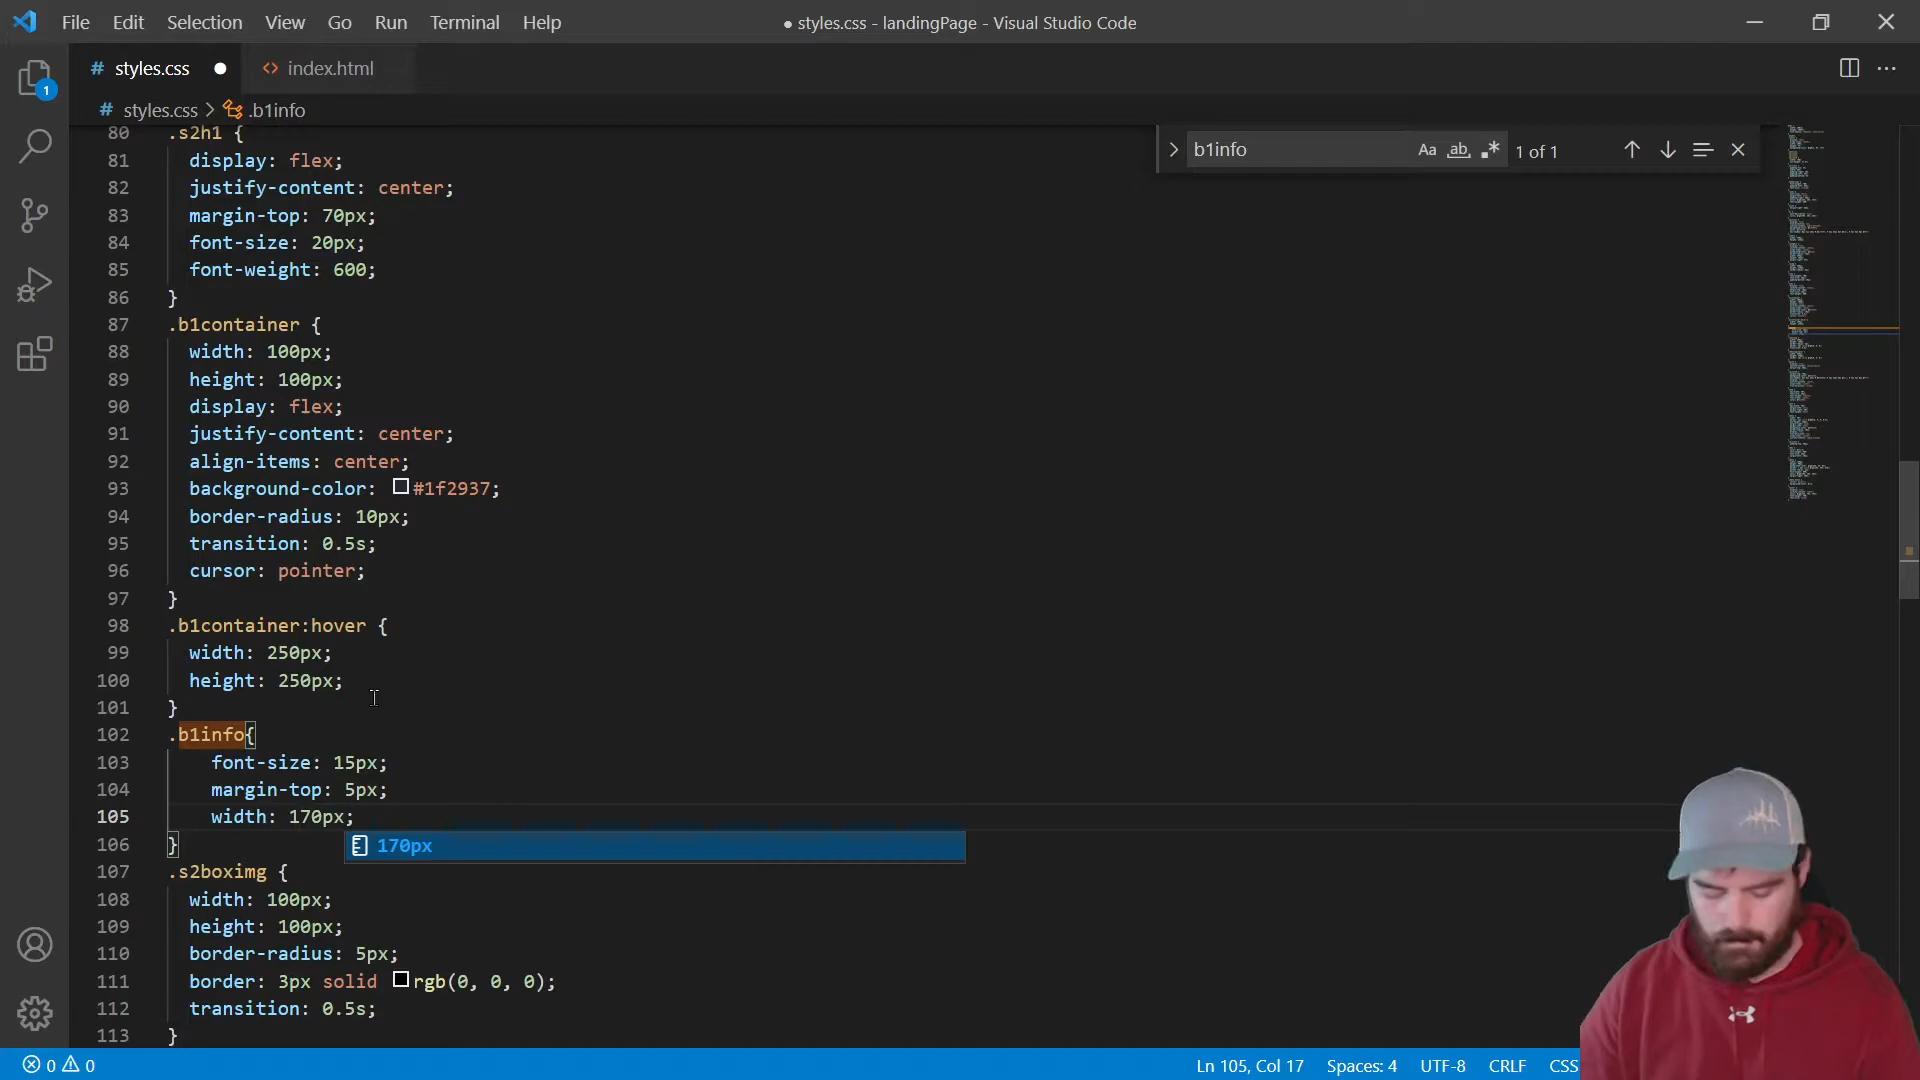 File Edit Selection View Go Run Terminal Help ● styles.css - landingPage - Visual Studio Code
# styles.css ● <> index.html
# styles.css > .b1info
b1info Aa ab 1 of 1
1
80 .s2h1 {
81 display: flex;
82 justify-content: center;
83 margin-top: 70px;
84 font-size: 20px;
85 font-weight: 600;
86 }
87 .b1container {
88 width: 100px;
89 height: 100px;
90 display: flex;
91 justify-content: center;
92 align-items: center;
93 background-color: #1f2937;
94 border-radius: 10px;
95 transition: 0.5s;
96 cursor: pointer;
97 }
98 .b1container:hover {
99 width: 250px;
100 height: 250px;
101 }
102 .b1info{
103 font-size: 15px;
104 margin-top: 5px;
105 width: 170px;
106 } 170px
107 .s2boximg {
108 width: 100px;
109 height: 100px;
110 border-radius: 5px;
111 border: 3px solid rgb(0, 0, 0);
112 transition: 0.5s;
113 }
0 0 Ln 105, Col 17 Spaces: 4 UTF-8 CRLF CSS